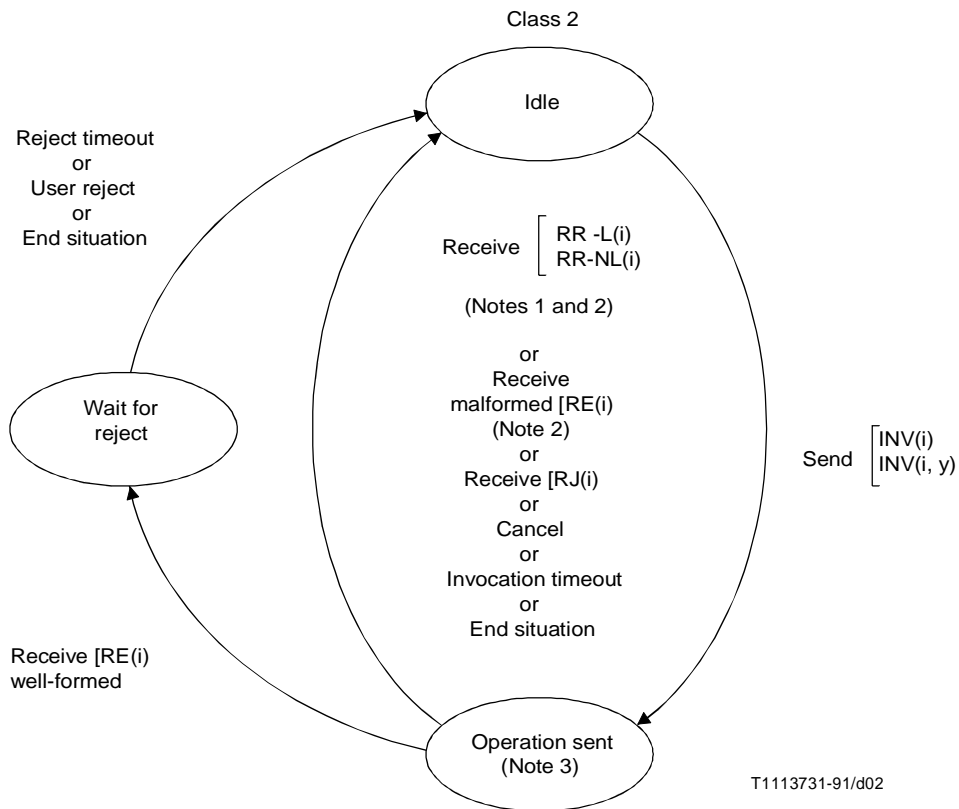 Class 2
Idle
Reject timeout
or
User reject
or
End situation
Receive [ RR -L(i)
RR-NL(i)
(Notes 1 and 2)
or
Receive
malformed [RE(i)
(Note 2)
or
Receive [RJ(i)
or
Cancel
or
Invocation timeout
or
End situation
Wait for
reject
Send [ INV(i)
INV(i, y)
Receive [RE(i)
well-formed
Operation sent
(Note 3)
T1113731-91/d02